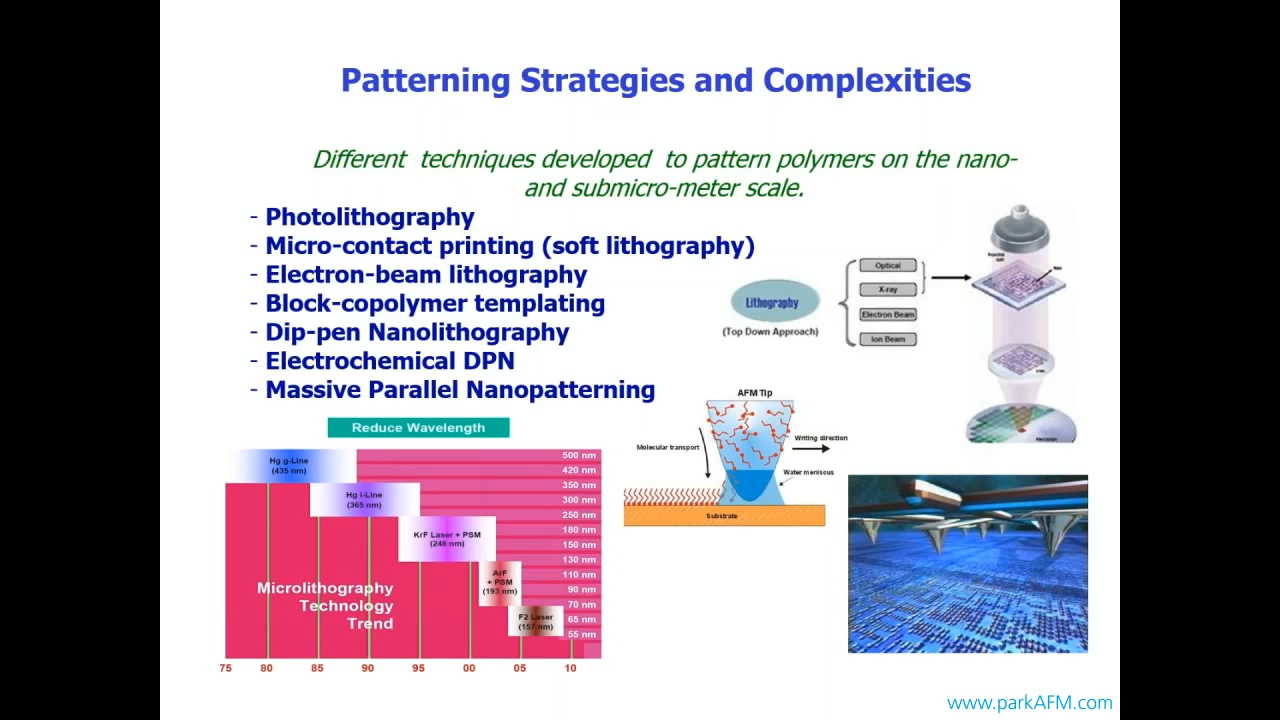 Patterning Strategies and Complexities
Different techniques developed to pattern polymers on the nano-
and submicro-meter scale.
- Photolithography
- Micro-contact printing (soft lithography)
- Electron-beam lithography
- Block-copolymer templating
- Dip-pen Nanolithography
- Electrochemical DPN
- Massive Parallel Nanopatterning
Lithography
(Top Down Approach)
Optical
X-ray
Electron Beam
Ion Beam
AFM Tip
Molecular transport
Writing direction
Water meniscus
Substrate
Reduce Wavelength
Hg g-Line
(435 nm)
Hg i-Line
(365 nm)
KrF Laser + PSM
(248 nm)
ArF
+ PSM
(193 nm)
F2 Laser
(157 nm)
500 nm
420 nm
350 nm
300 nm
250 nm
180 nm
150 nm
130 nm
110 nm
90 nm
70 nm
65 nm
55 nm
Microlithography
Technology
Trend
75 80 85 90 95 00 05 10
www.parkAFM.com